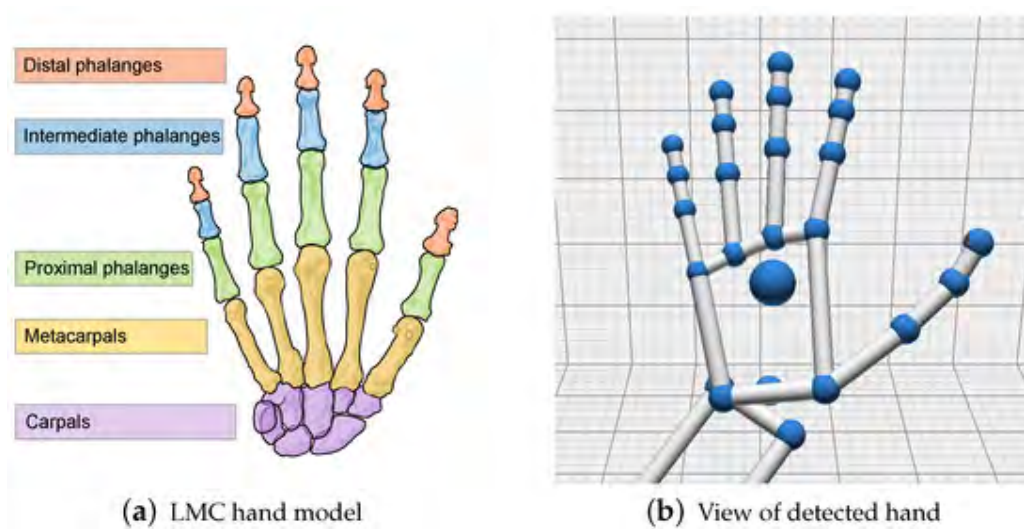 Distal phalanges
Intermediate phalanges
Proximal phalanges
Metacarpals
Carpals
(a) LMC hand model
(b) View of detected hand